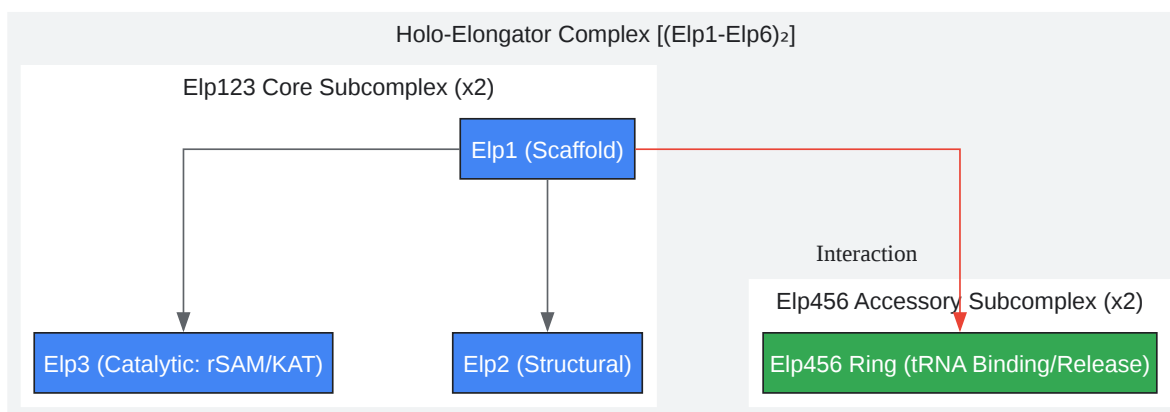 Holo-Elongator Complex [(Elp1-Elp6)₂]
Elp123 Core Subcomplex (x2)
Elp1 (Scaffold)
Interaction
Elp456 Accessory Subcomplex (x2)
Elp3 (Catalytic: rSAM/KAT)
Elp2 (Structural)
Elp456 Ring (tRNA Binding/Release)